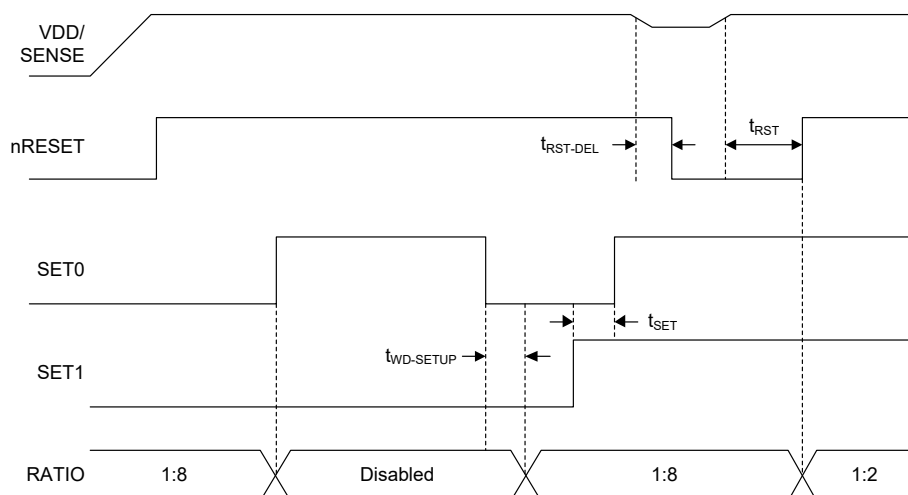 VDD/
SENSE
nRESET
tRST-DEL
tRST
SET0
tSET
tWD-SETUP
SET1
RATIO
1:8
Disabled
1:8
1:2